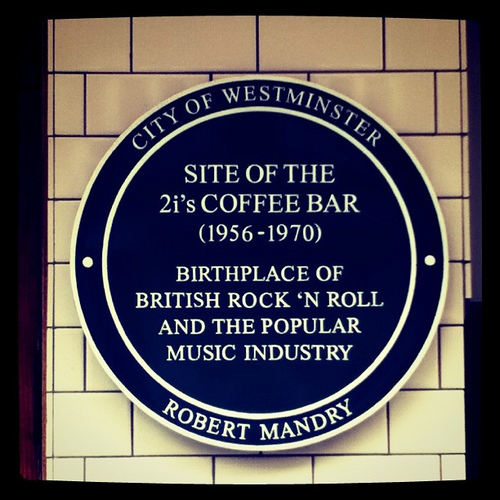 CITY OF WESTMINSTER
SITE OF THE
2i's COFFEE BAR
(1956-1970)
BIRTHPLACE OF
BRITISH ROCK ‘N ROLL
AND THE POPULAR
MUSIC INDUSTRY
ROBERT MANDRY